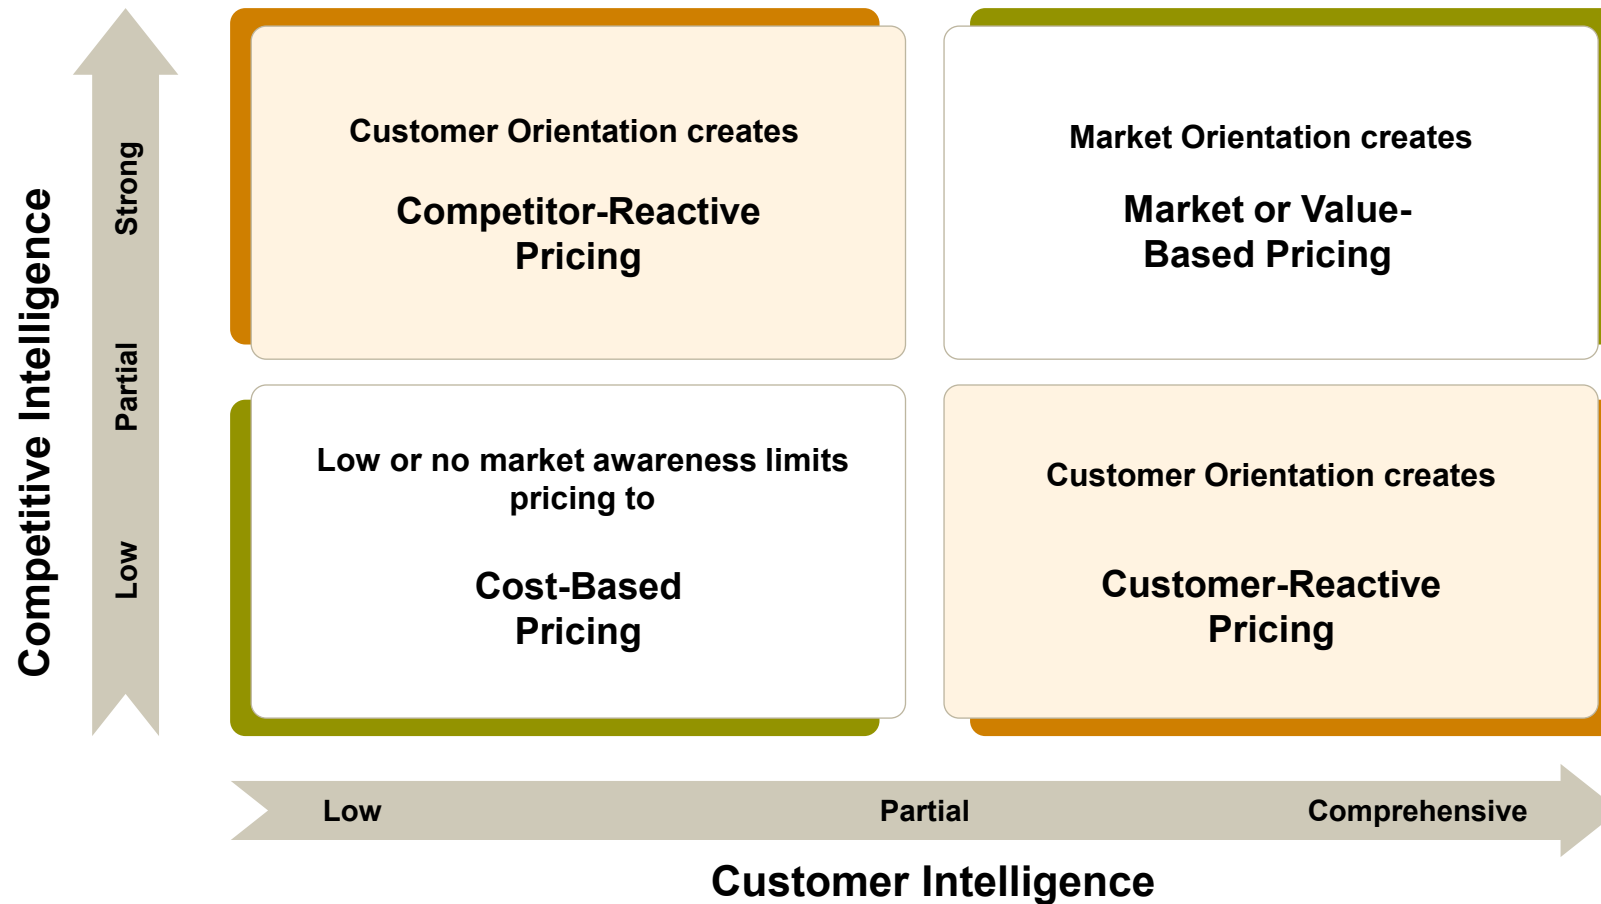 Competitive Intelligence
Strong
Partial
Low
Customer Orientation creates
Competitor-Reactive
Pricing
Market Orientation creates
Market or Value-
Based Pricing
Low or no market awareness limits
pricing to
Cost-Based
Pricing
Customer Orientation creates
Customer-Reactive
Pricing
Low
Partial
Comprehensive
Customer Intelligence